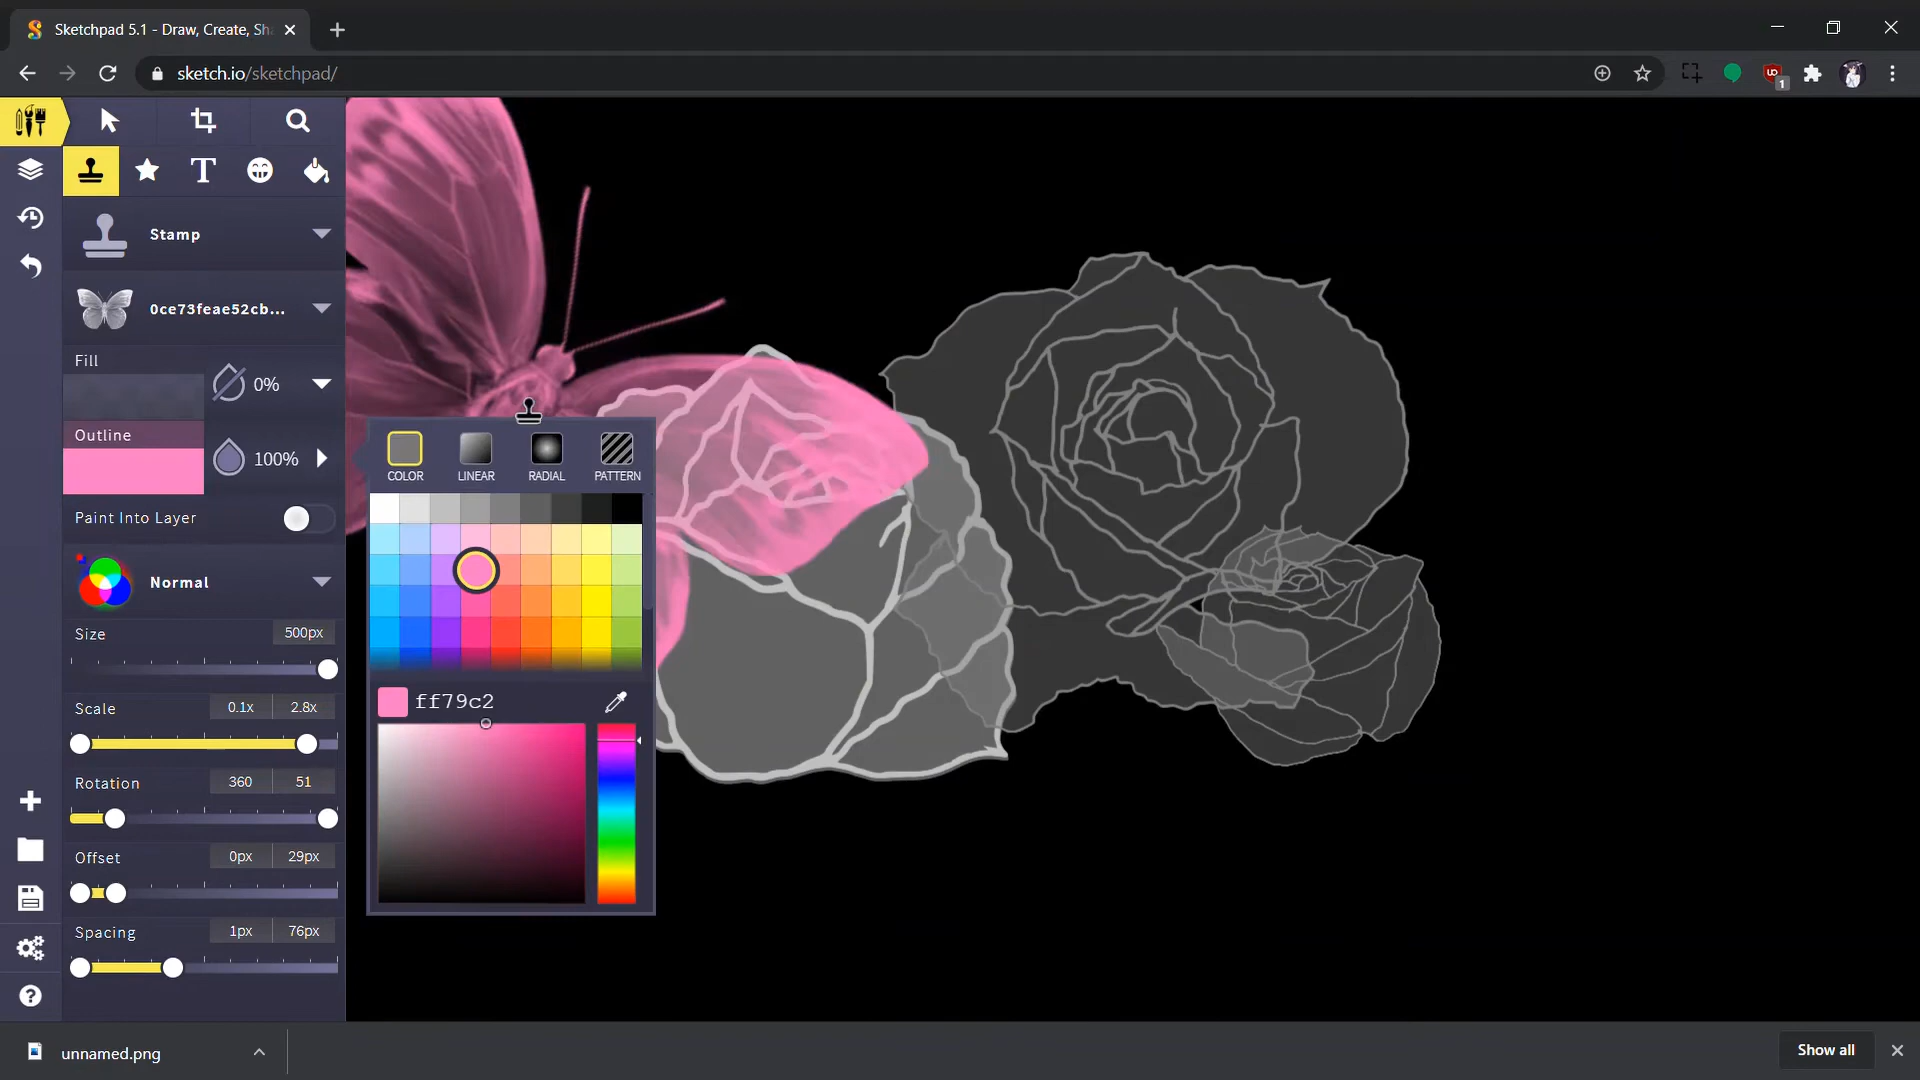 Sketchpad 5.1 - Draw, Create, Sha
sketch.io/sketchpad/
1
T
Stamp
0ce73feae52cb...
Fill
0%
Outline
100%
Paint Into Layer
Normal
Size 500px
Scale 0.1x 2.8x
Rotation 360 51
Offset 0px 29px
Spacing 1px 76px
COLOR LINEAR RADIAL PATTERN
ff79c2
unnamed.png
Show all